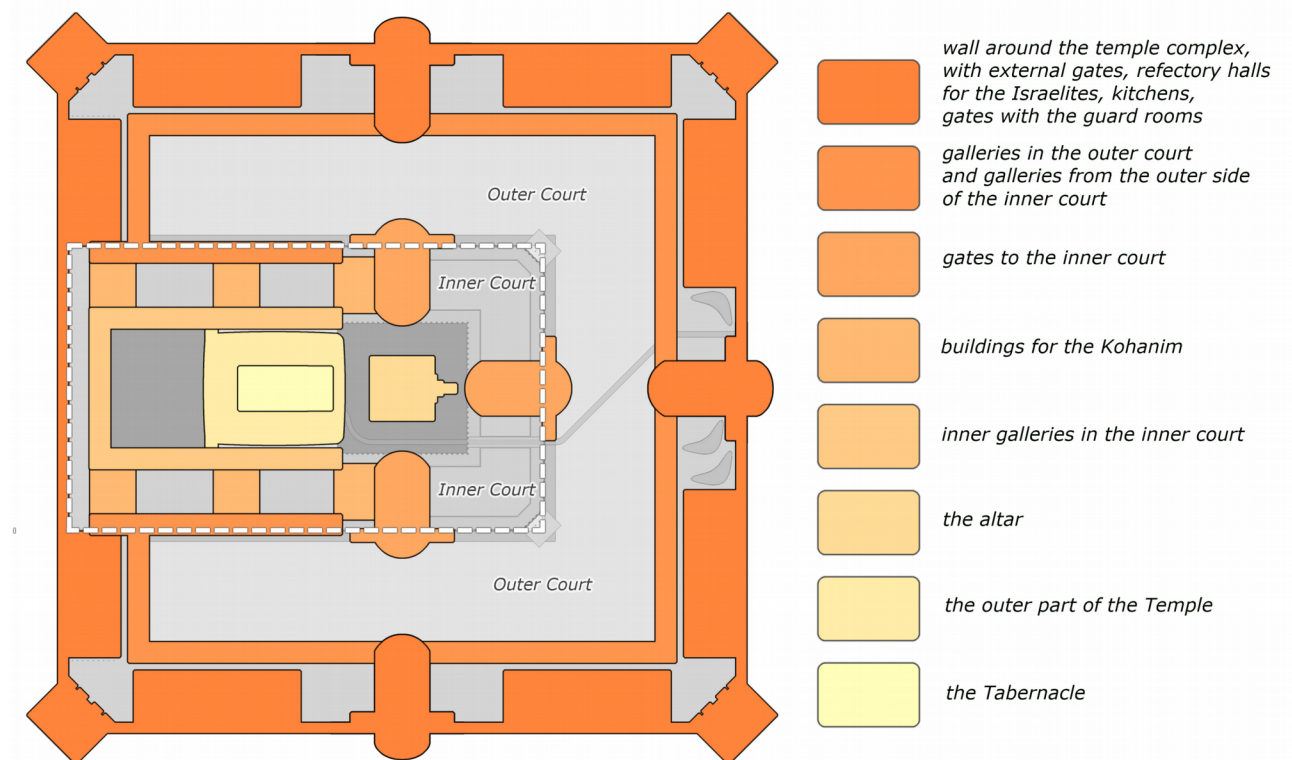 Outer Court
Inner Court
Inner Court
Outer Court
0
wall around the temple complex,
with external gates, refectory halls
for the Israelites, kitchens,
gates with the guard rooms
galleries in the outer court
and galleries from the outer side
of the inner court
gates to the inner court
buildings for the Kohanim
inner galleries in the inner court
the altar
the outer part of the Temple
the Tabernacle